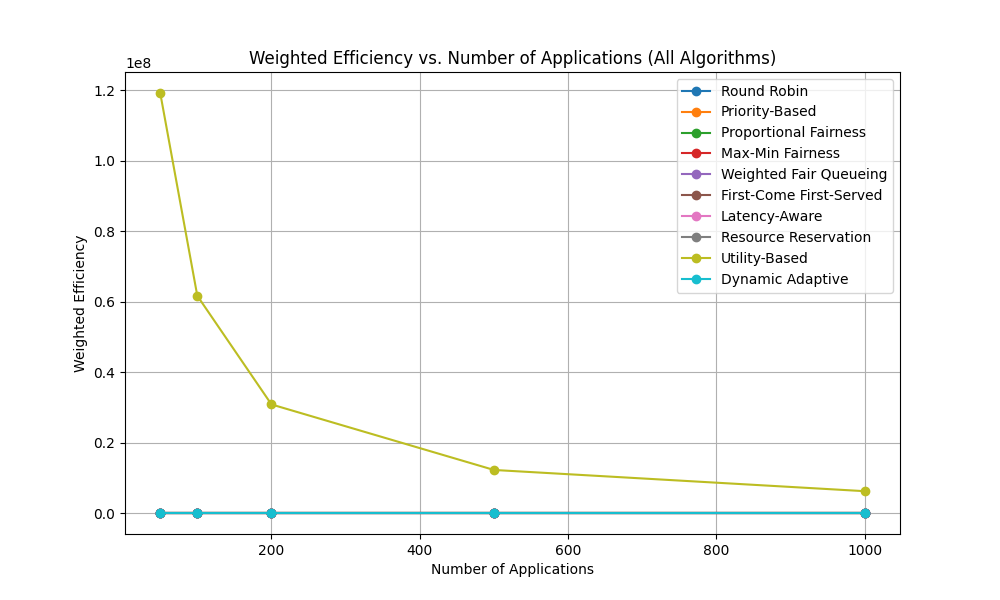 Weighted Efficiency vs. Number of Applications (All Algorithms)
1e8
1.2
1.0
0.8
0.6
0.4
0.2
0.0
Weighted Efficiency
Round Robin
Priority-Based
Proportional Fairness
Max-Min Fairness
Weighted Fair Queueing
First-Come First-Served
Latency-Aware
Resource Reservation
Utility-Based
Dynamic Adaptive
200
400
600
800
1000
Number of Applications